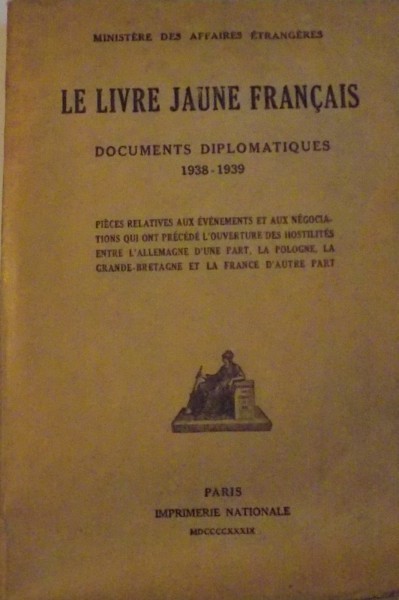 MINISTÈRE DES AFFAIRES ÉTRANGÈRES
LE LIVRE JAUNE FRANÇAIS
DOCUMENTS DIPLOMATIQUES
1938-1939
PIÈCES RELATIVES AUX ÉVÉNEMENTS ET AUX NÉGOCIA-
TIONS QUI ONT PRÉCÉDÉ L'OUVERTURE DES HOSTILITÉS
ENTRE L'ALLEMAGNE D'UNE PART, LA POLOGNE, LA
GRANDE-BRETAGNE ET LA FRANCE D'AUTRE PART
PARIS
IMPRIMERIE NATIONALE
MDCCCCXXXIX